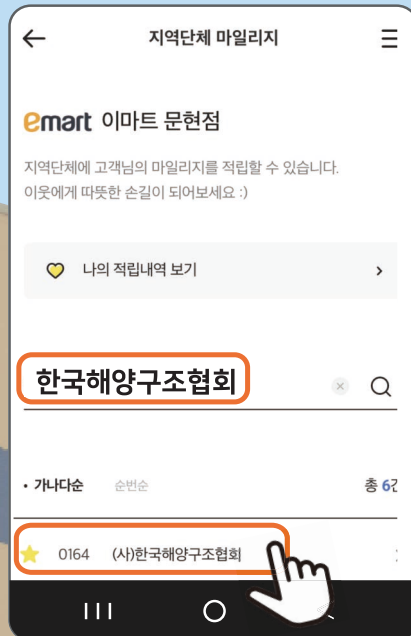 지역단체 마일리지
emart 이마트 문현점
지역단체에 고객님의 마일리지를 적립할 수 있습니다.
이웃에게 따뜻한 손길이 되어보세요 :)
나의 적립내역 보기
한국해양구조협회
• 가나다순 순번순 총 6건
0164 (사)한국해양구조협회